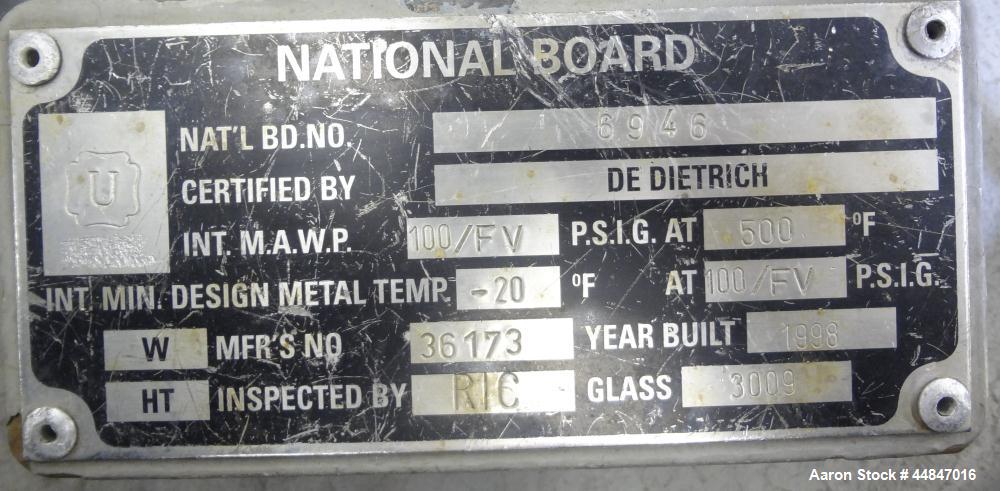 NATIONAL BOARD
U
NAT'L BD.NO. 6946
CERTIFIED BY DE DIETRICH
INT. M.A.W.P. 100/FV P.S.I.G. AT 500 ºF
INT. MIN. DESIGN METAL TEMP. -20 ºF AT 100/FV P.S.I.G.
W MFR'S NO 36173 YEAR BUILT 1998
HT INSPECTED BY RIC GLASS 3009
Aaron Stock # 44847016